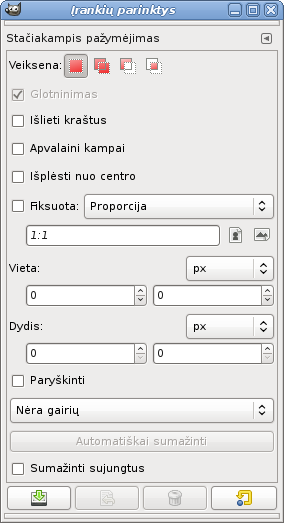 Įrankių parinktys
Stačiakampis pažymėjimas
Veiksena:
Glotninimas
Išlieti kraštus
Apvalaini kampai
Išplėsti nuo centro
Fiksuota: Proporcija
1:1
Vieta: px
0 0
Dydis: px
0 0
Paryškinti
Nėra gairių
Automatiškai sumažinti
Sumažinti sujungtus